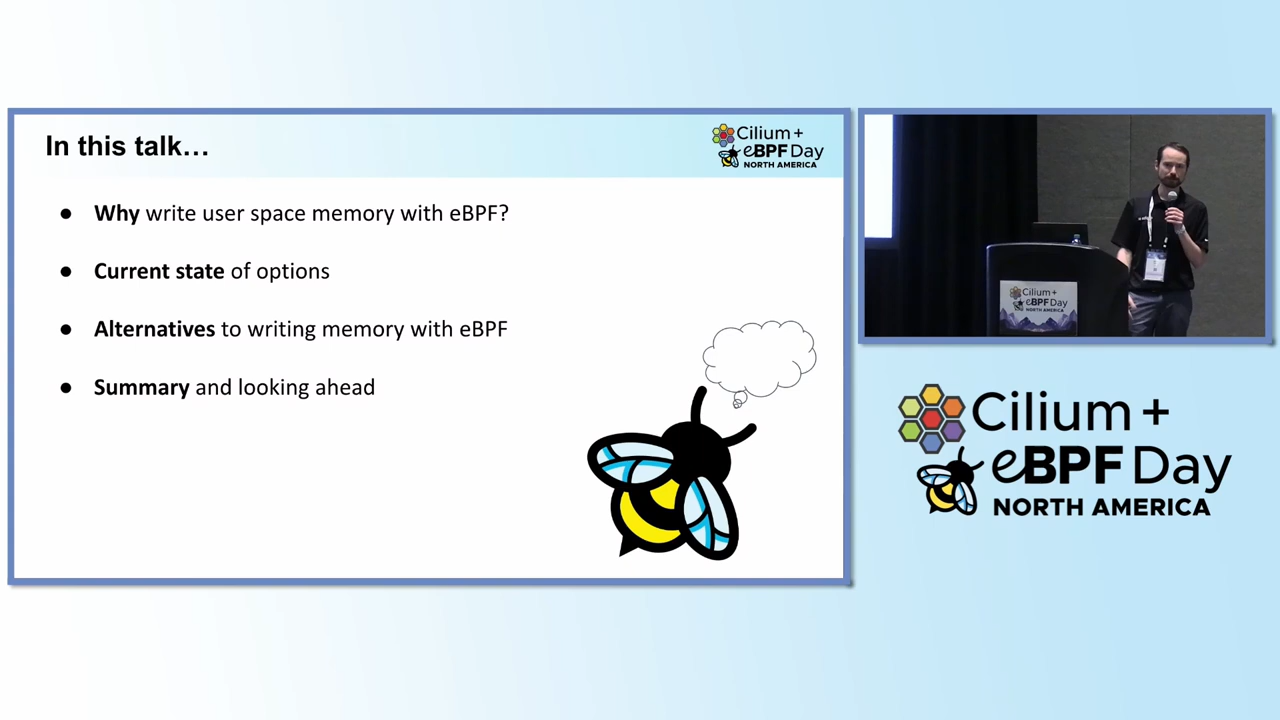 In this talk…
Cilium +
eBPF Day
NORTH AMERICA
● Why write user space memory with eBPF?
● Current state of options
● Alternatives to writing memory with eBPF
● Summary and looking ahead
Cilium +
eBPF Day
NORTH AMERICA
Cilium +
eBPF Day
NORTH AMERICA